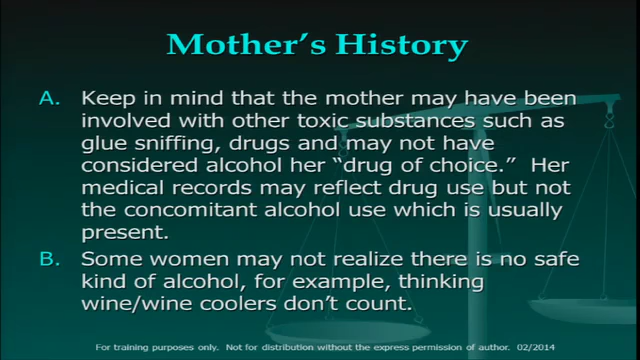 Mother's History
A. Keep in mind that the mother may have been
involved with other toxic substances such as
glue sniffing, drugs and may not have
considered alcohol her "drug of choice." Her
medical records may reflect drug use but not
the concomitant alcohol use which is usually
present.
B. Some women may not realize there is no safe
kind of alcohol, for example, thinking
wine/wine coolers don't count.
For training purposes only. Not for distribution without the express permission of author. 02/2014